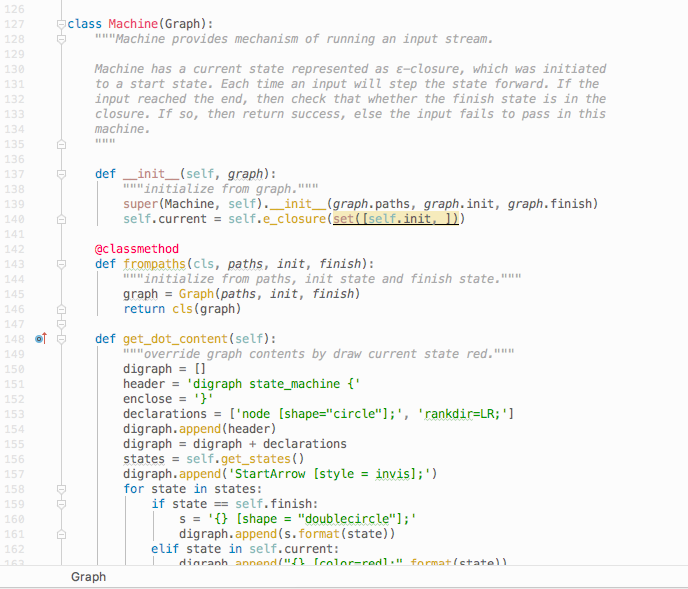 126
127 class Machine(Graph):
128 """Machine provides mechanism of running an input stream.
129
130 Machine has a current state represented as ε-closure, which was initiated
131 to a start state. Each time an input will step the state forward. If the
132 input reached the end, then check that whether the finish state is in the
133 closure. If so, then return success, else the input fails to pass in this
134 machine.
135 """
136
137 def __init__(self, graph):
138 """initialize from graph."""
139 super(Machine, self).__init__(graph.paths, graph.init, graph.finish)
140 self.current = self.e_closure(set([self.init, ]))
141
142 @classmethod
143 def frompaths(cls, paths, init, finish):
144 """initialize from paths, init state and finish state."""
145 graph = Graph(paths, init, finish)
146 return cls(graph)
147
148 def get_dot_content(self):
149 """override graph contents by draw current state red."""
150 digraph = []
151 header = 'digraph state_machine {'
152 enclose = '}'
153 declarations = ['node [shape="circle"];', 'rankdir=LR;']
154 digraph.append(header)
155 digraph = digraph + declarations
156 states = self.get_states()
157 digraph.append('StartArrow [style = invis];')
158 for state in states:
159 if state == self.finish:
160 s = '{} [shape = "doublecircle"];'
161 digraph.append(s.format(state))
162 elif state in self.current:
163 digraph.append("{} [color=red];".format(state))
Graph